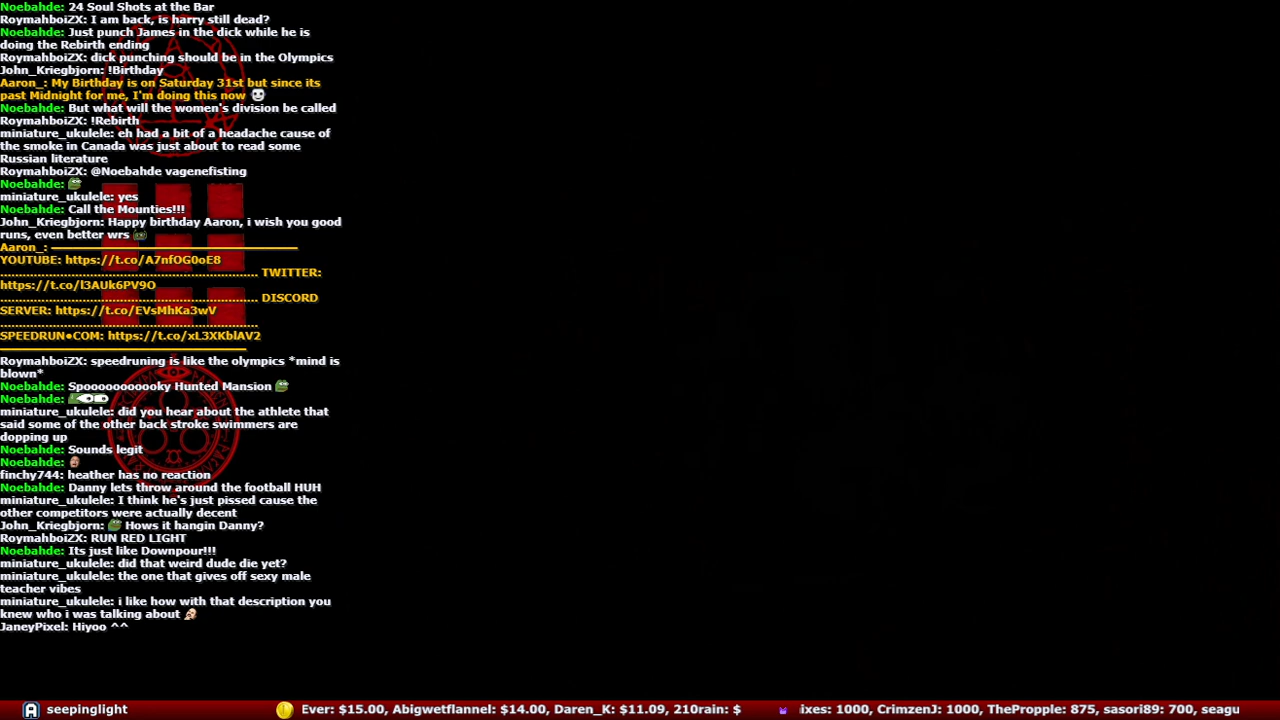 Noebahde: 24 Soul Shots at the Bar
RoymahboiZX: I am back, is harry still dead?
Noebahde: Just punch James in the dick while he is
doing the Rebirth ending
RoymahboiZX: dick punching should be in the Olympics
John_Kriegbjorn: !Birthday
Aaron_: My Birthday is on Saturday 31st but since its
past Midnight for me, I'm doing this now
Noebahde: But what will the women's division be called
RoymahboiZX: !Rebirth
miniature_ukulele: eh had a bit of a headache cause of
the smoke in Canada was just about to read some
Russian literature
RoymahboiZX: @Noebahde vagenefisting
Noebahde:
miniature_ukulele: yes
Noebahde: Call the Mounties!!!
John_Kriegbjorn: Happy birthday Aaron, i wish you good
runs, even better wrs
Aaron_: ─────────────────────────
YOUTUBE: https://t.co/A7nfOG0oE8
................................................................. TWITTER:
https://t.co/l3AUk6PV9O
................................................................. DISCORD
SERVER: https://t.co/EVsMhKa3wV
.................................................................
SPEEDRUN●COM: https://t.co/xL3XKblAV2
─────────────────────────
RoymahboiZX: speedruning is like the olympics *mind is
blown*
Noebahde: Spooooooooooky Hunted Mansion
Noebahde:
miniature_ukulele: did you hear about the athlete that
said some of the other back stroke swimmers are
dopping up
Noebahde: Sounds legit
Noebahde:
finchy744: heather has no reaction
Noebahde: Danny lets throw around the football HUH
miniature_ukulele: I think he's just pissed cause the
other competitors were actually decent
John_Kriegbjorn: Hows it hangin Danny?
RoymahboiZX: RUN RED LIGHT
Noebahde: Its just like Downpour!!!
miniature_ukulele: did that weird dude die yet?
miniature_ukulele: the one that gives off sexy male
teacher vibes
miniature_ukulele: i like how with that description you
knew who i was talking about
JaneyPixel: Hiyoo ^^
A seepinglight Ever: $15.00, Abigwetflannel: $14.00, Daren_K: $11.09, 210rain: $ ixes: 1000, CrimzenJ: 1000, ThePropple: 875, sasori89: 700, seagu